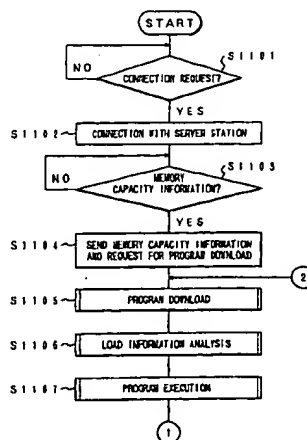 START
S1101
NO
CONNECTION REQUEST?
YES
S1102
CONNECTION WITH SERVER STATION
S1103
MEMORY
CAPACITY INFORMATION?
NO
YES
S1104
SEND MEMORY CAPACITY INFORMATION
AND REQUEST FOR PROGRAM DOWNLOAD
2
S1105
PROGRAM DOWNLOAD
S1106
LOAD INFORMATION ANALYSIS
S1107
PROGRAM EXECUTION
1